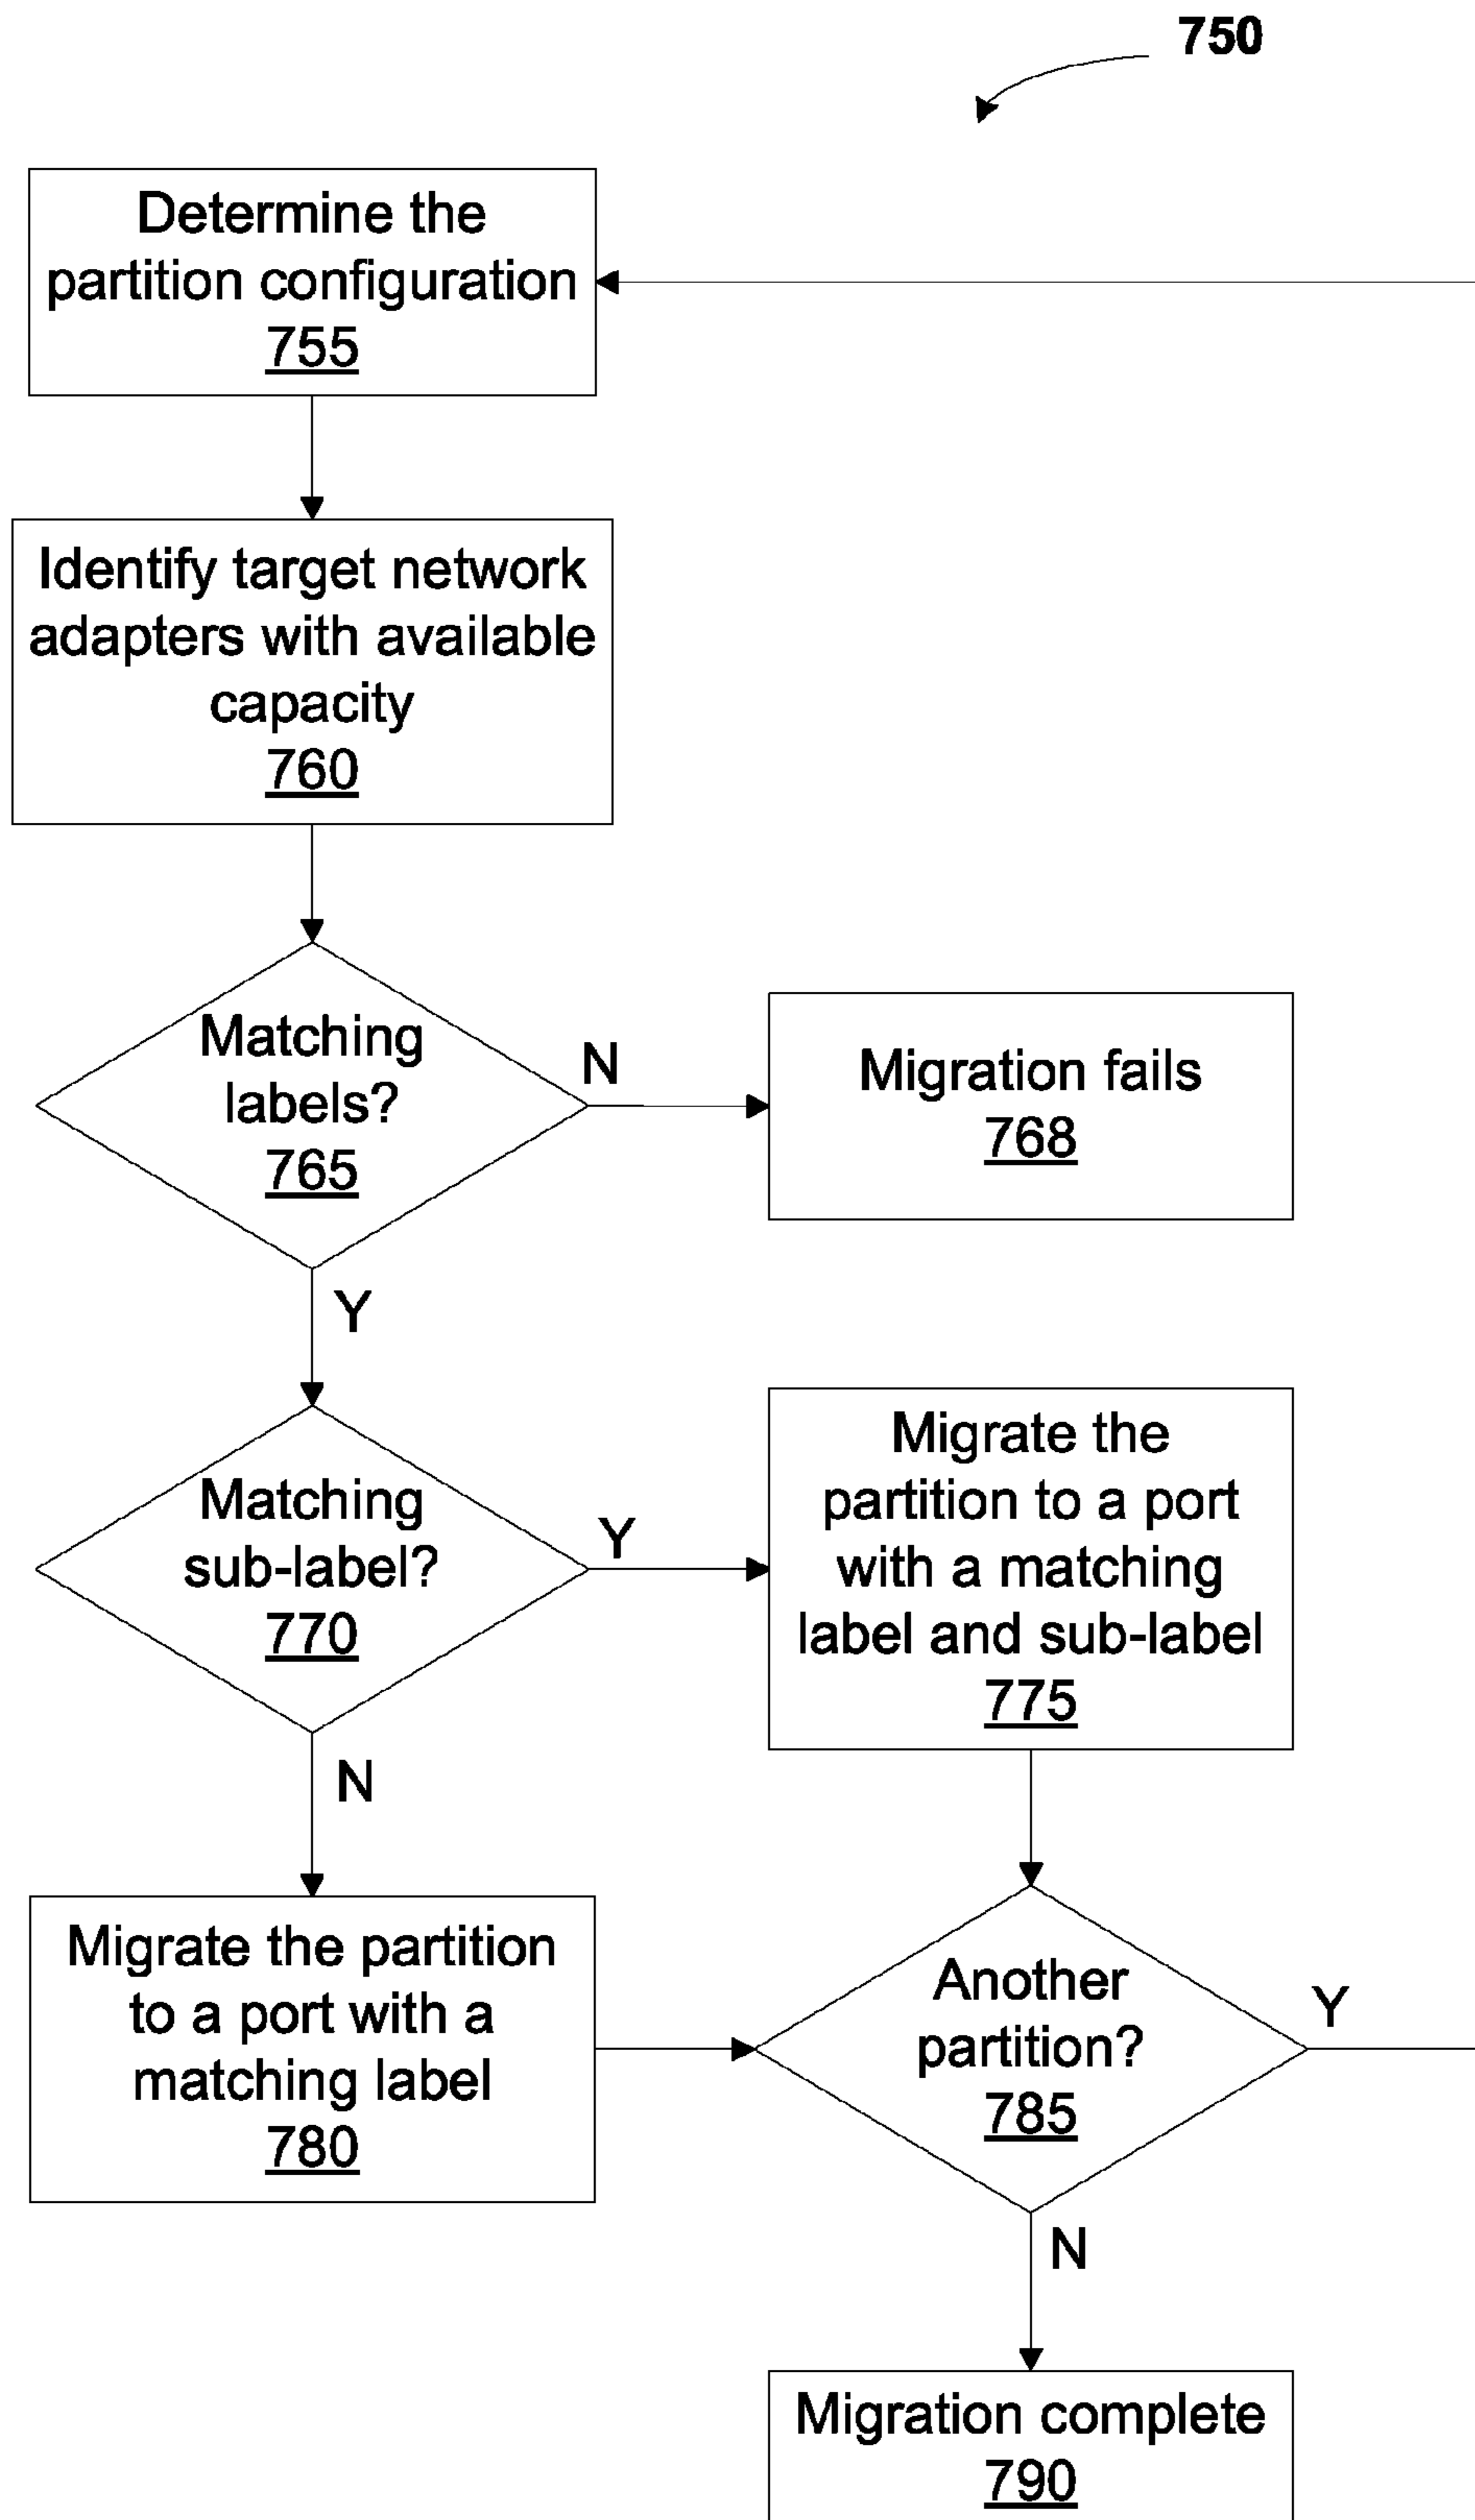 750
Determine the
partition configuration
755
Identify target network
adapters with available
capacity
760
Matching
labels?
765
N
Migration fails
768
Y
Matching
sub-label?
770
Y
Migrate the
partition to a port
with a matching
label and sub-label
775
N
Migrate the partition
to a port with a
matching label
780
Another
partition?
785
Y
N
Migration complete
790